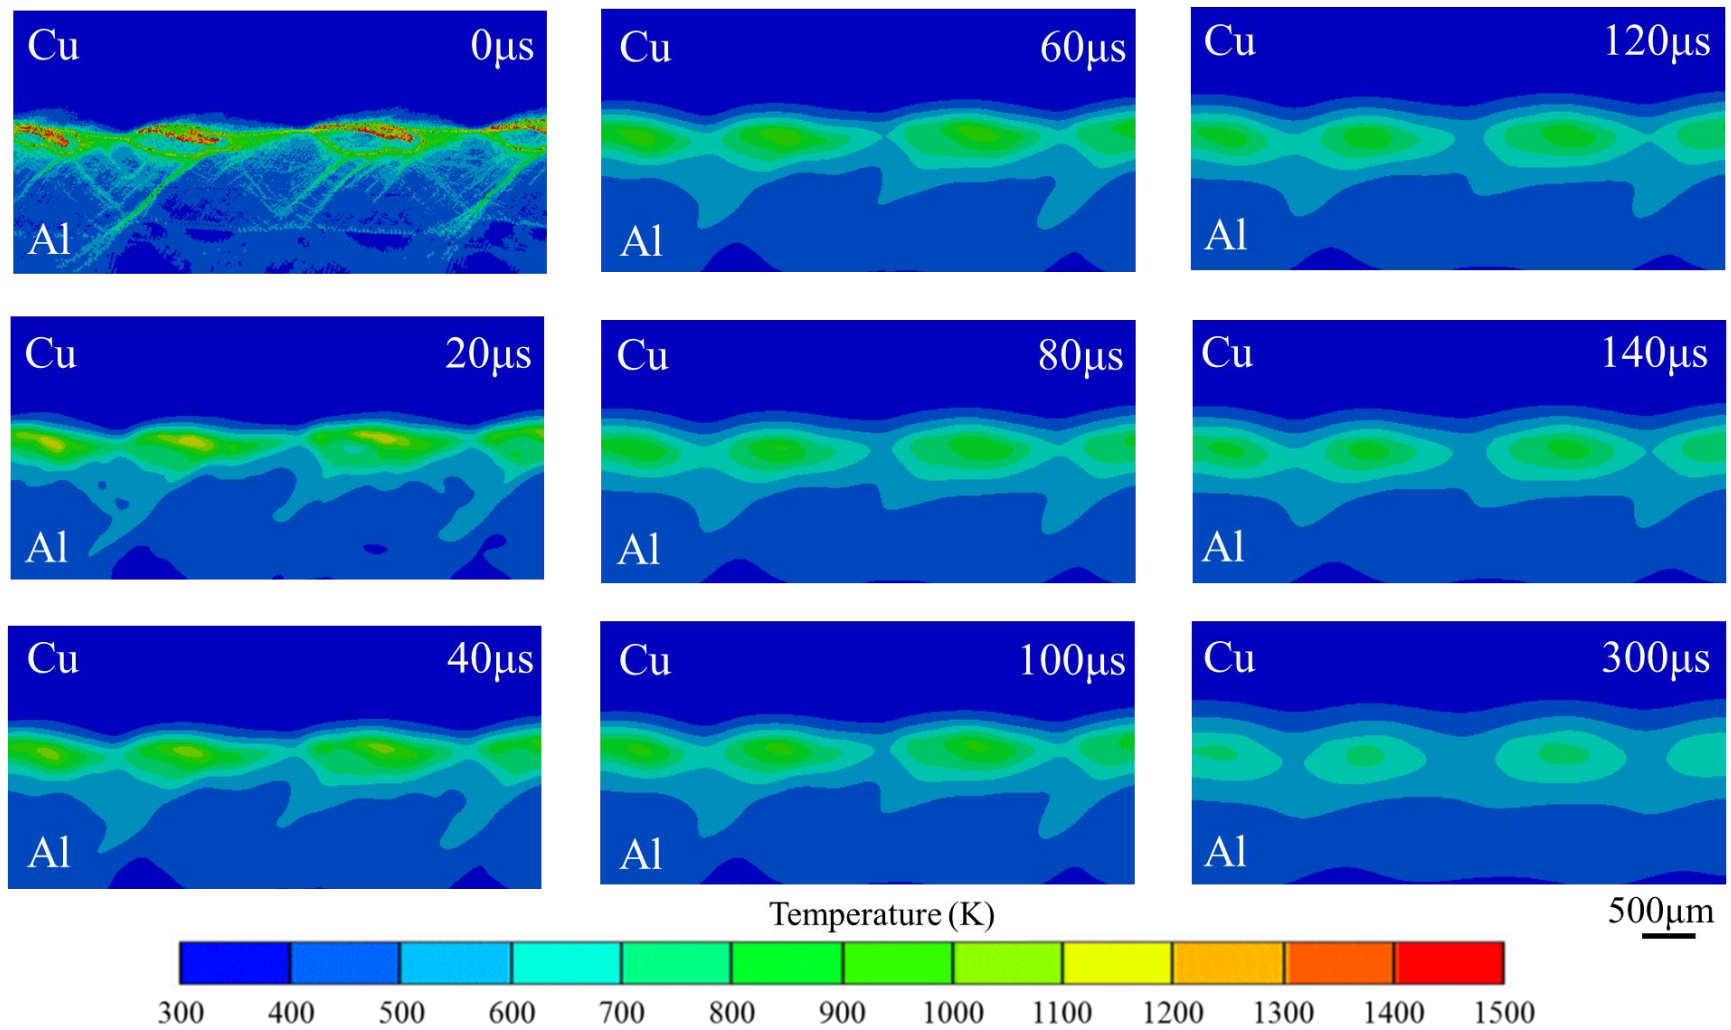 Cu 0μs
Al
Cu 60μs
Al
Cu 120μs
Al
Cu 20μs
Al
Cu 80μs
Al
Cu 140μs
Al
Cu 40μs
Al
Cu 100μs
Al
Cu 300μs
Al
500μm
Temperature (K)
300 400 500 600 700 800 900 1000 1100 1200 1300 1400 1500